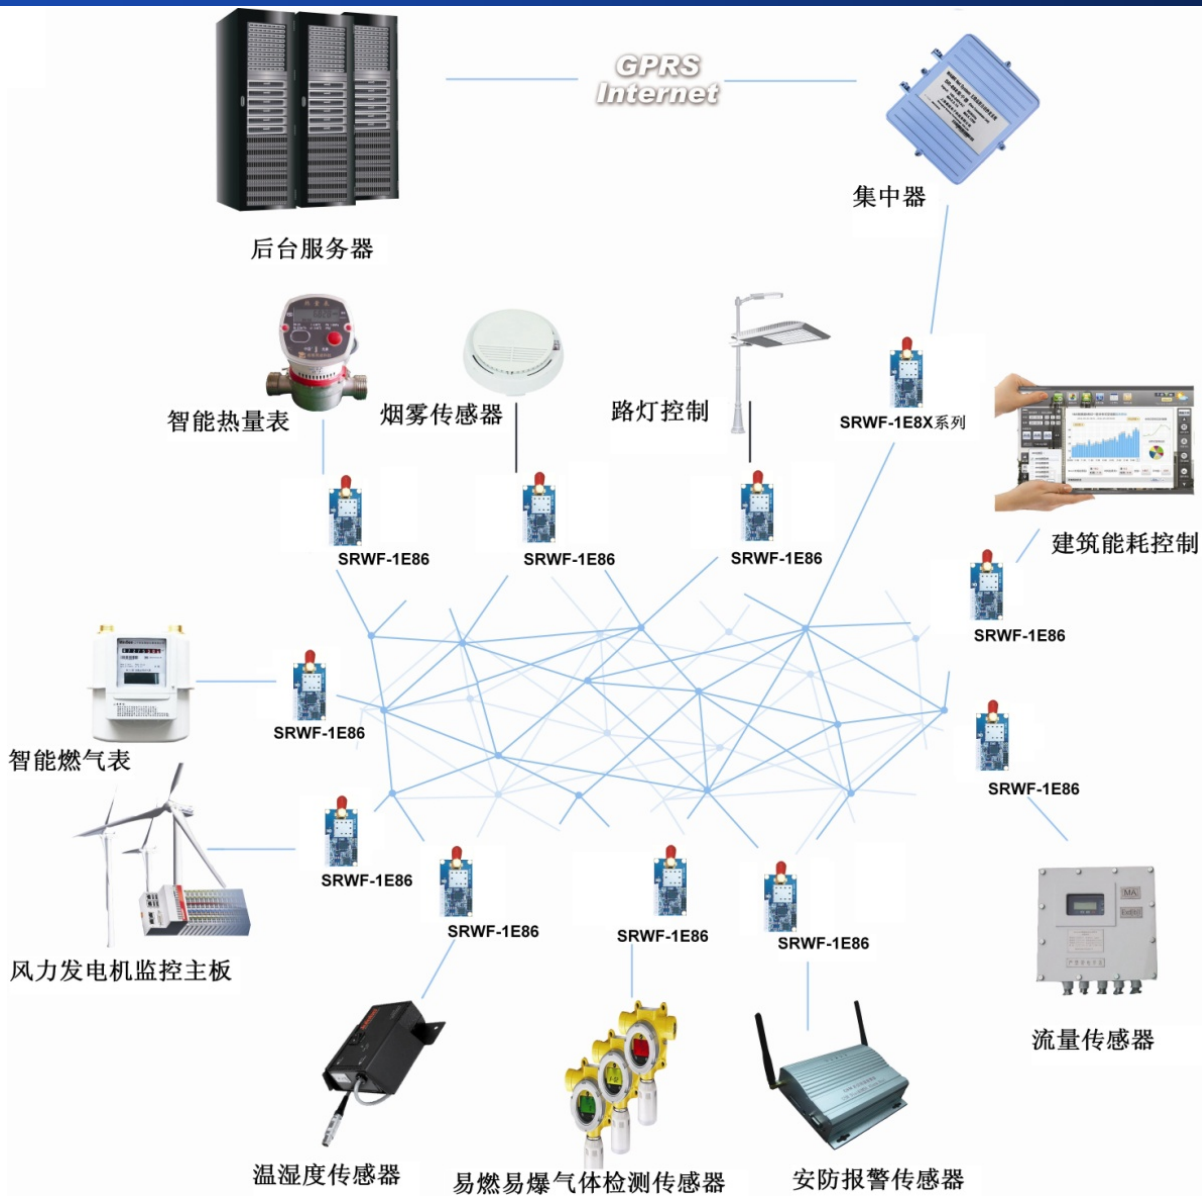 GPRS
Internet
集中器
后台服务器
智能热量表
烟雾传感器
路灯控制
SRWF-1E8X系列
建筑能耗控制
SRWF-1E86
SRWF-1E86
SRWF-1E86
SRWF-1E86
SRWF-1E86
智能燃气表
SRWF-1E86
SRWF-1E86
SRWF-1E86
SRWF-1E86
SRWF-1E86
MA
风力发电机监控主板
流量传感器
温湿度传感器
易燃易爆气体检测传感器
安防报警传感器